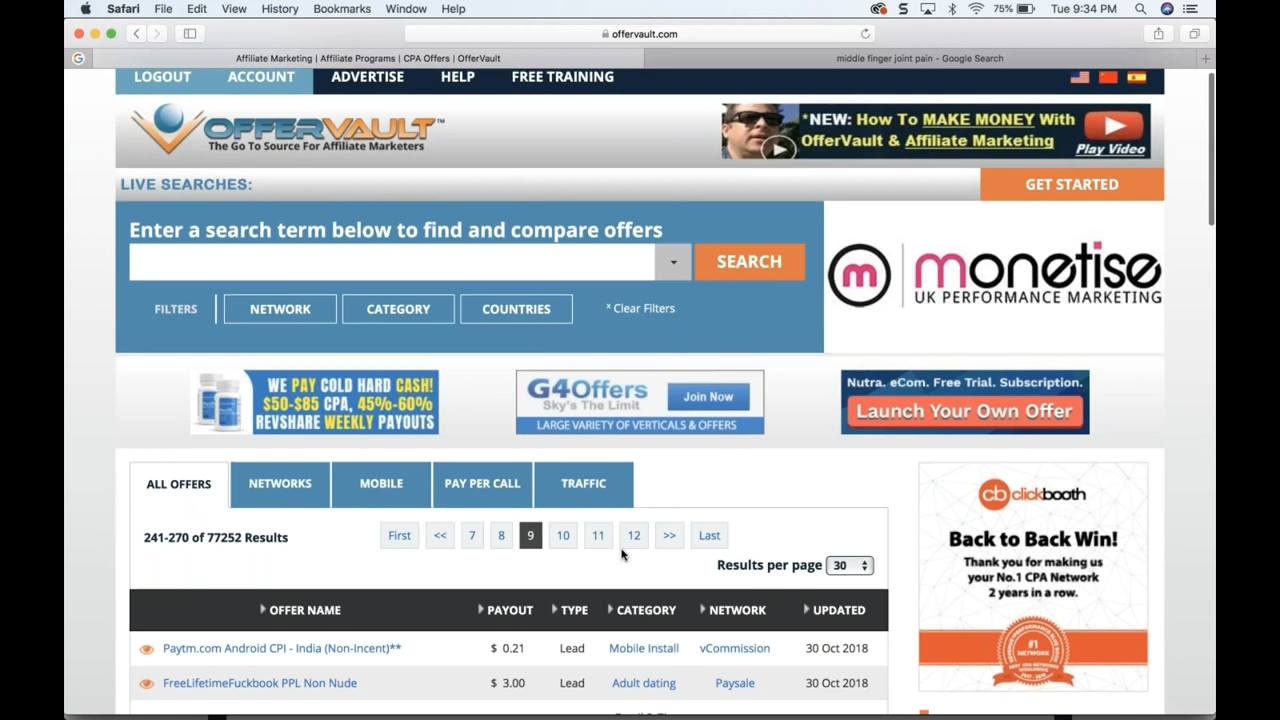 Safari File Edit View History Bookmarks Window Help 75% Tue 9:34 PM
offervault.com
Affiliate Marketing | Affiliate Programs | CPA Offers | OfferVault
middle finger joint pain - Google Search
LOGOUT ACCOUNT ADVERTISE HELP FREE TRAINING
OFFERVAULT™
The Go To Source For Affiliate Marketers
*NEW: How To MAKE MONEY With
OfferVault & Affiliate Marketing
Play Video
LIVE SEARCHES:
GET STARTED
Enter a search term below to find and compare offers
SEARCH
FILTERS NETWORK CATEGORY COUNTRIES x Clear Filters
m monetise
UK PERFORMANCE MARKETING
WE PAY COLD HARD CASH!
$50-$85 CPA, 45%-60%
REVSHARE WEEKLY PAYOUTS
G4Offers
Sky's The Limit
Join Now
LARGE VARIETY OF VERTICALS & OFFERS
Nutra. eCom. Free Trial. Subscription.
Launch Your Own Offer
ALL OFFERS NETWORKS MOBILE PAY PER CALL TRAFFIC
241-270 of 77252 Results
First << 7 8 9 10 11 12 >> Last
Results per page 30
OFFER NAME PAYOUT TYPE CATEGORY NETWORK UPDATED
Paytm.com Android CPI - India (Non-Incent)** $ 0.21 Lead Mobile Install vCommission 30 Oct 2018
FreeLifetimeFuckbook PPL Non Nude $ 3.00 Lead Adult dating Paysale 30 Oct 2018
cb clickbooth
Back to Back Win!
Thank you for making us
your No.1 CPA Network
2 years in a row.
#1
NETWORK